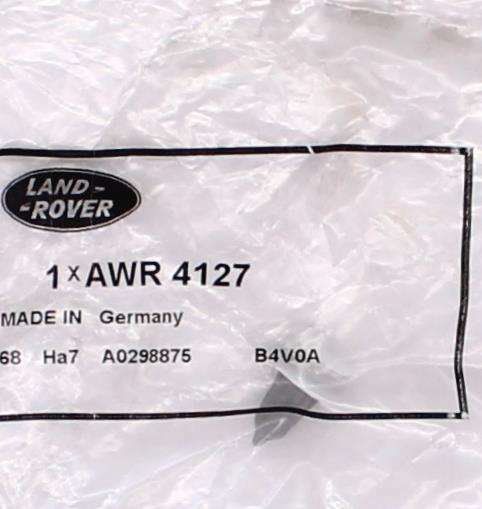 LAND-
-ROVER
1 x AWR 4127
MADE IN Germany
68 Ha7 A0298875 B4V0A